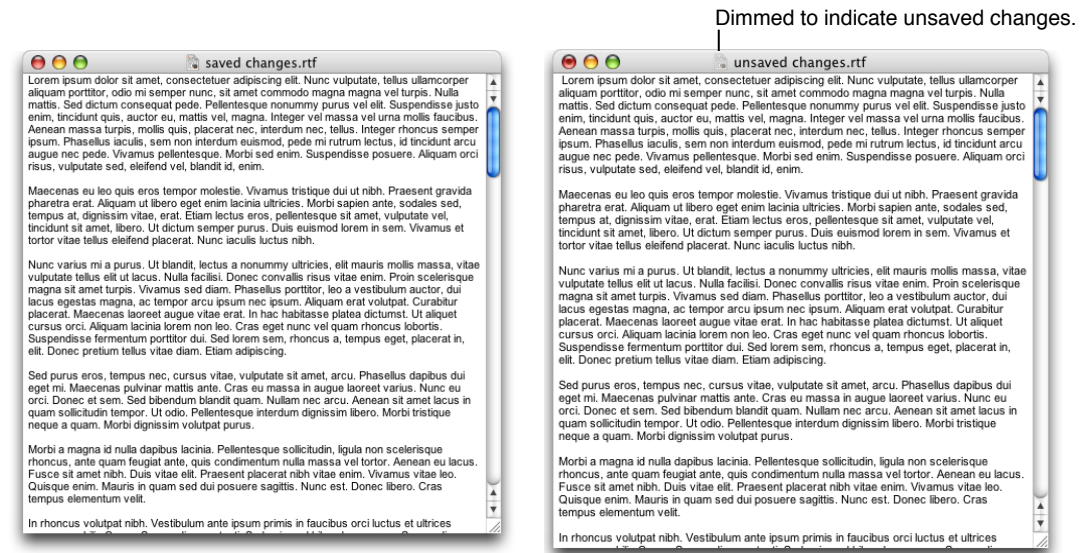 Dimmed to indicate unsaved changes.
saved changes.rtf
Lorem ipsum dolor sit amet, consectetuer adipiscing elit. Nunc vulputate, tellus ullamcorper
aliquam porttitor, odio mi semper nunc, sit amet commodo magna magna vel turpis. Nulla
mattis. Sed dictum consequat pede. Pellentesque nonummy purus vel elit. Suspendisse justo
enim, tincidunt quis, auctor eu, mattis vel, magna. Integer vel massa vel urna mollis faucibus.
Aenean massa turpis, mollis quis, placerat nec, interdum nec, tellus. Integer rhoncus semper
ipsum. Phasellus iaculis, sem non interdum euismod, pede mi rutrum lectus, id tincidunt arcu
augue nec pede. Vivamus pellentesque. Morbi sed enim. Suspendisse posuere. Aliquam orci
risus, vulputate sed, eleifend vel, blandit id, enim.
Maecenas eu leo quis eros tempor molestie. Vivamus tristique dui ut nibh. Praesent gravida
pharetra erat. Aliquam ut libero eget enim lacinia ultricies. Morbi sapien ante, sodales sed,
tempus at, dignissim vitae, erat. Etiam lectus eros, pellentesque sit amet, vulputate vel,
tincidunt sit amet, libero. Ut dictum semper purus. Duis euismod lorem in sem. Vivamus et
tortor vitae tellus eleifend placerat. Nunc iaculis luctus nibh.
Nunc varius mi a purus. Ut blandit, lectus a nonummy ultricies, elit mauris mollis massa, vitae
vulputate tellus elit ut lacus. Nulla facilisi. Donec convallis risus vitae enim. Proin scelerisque
magna sit amet turpis. Vivamus sed diam. Phasellus porttitor, leo a vestibulum auctor, dui
lacus egestas magna, ac tempor arcu ipsum nec ipsum. Aliquam erat volutpat. Curabitur
placerat. Maecenas laoreet augue vitae erat. In hac habitasse platea dictumst. Ut aliquet
cursus orci. Aliquam lacinia lorem non leo. Cras eget nunc vel quam rhoncus lobortis.
Suspendisse fermentum porttitor dui. Sed lorem sem, rhoncus a, tempus eget, placerat in,
elit. Donec pretium tellus vitae diam. Etiam adipiscing.
Sed purus eros, tempus nec, cursus vitae, vulputate sit amet, arcu. Phasellus dapibus dui
eget mi. Maecenas pulvinar mattis ante. Cras eu massa in augue laoreet varius. Nunc eu
orci. Donec et sem. Sed bibendum blandit quam. Nullam nec arcu. Aenean sit amet lacus in
quam sollicitudin tempor. Ut odio. Pellentesque interdum dignissim libero. Morbi tristique
neque a quam. Morbi dignissim volutpat purus.
Morbi a magna id nulla dapibus lacinia. Pellentesque sollicitudin, ligula non scelerisque
rhoncus, ante quam feugiat ante, quis condimentum nulla massa vel tortor. Aenean eu lacus.
Fusce sit amet nibh. Duis vitae elit. Praesent placerat nibh vitae enim. Vivamus vitae leo.
Quisque enim. Mauris in quam sed dui posuere sagittis. Nunc est. Donec libero. Cras
tempus elementum velit.
In rhoncus volutpat nibh. Vestibulum ante ipsum primis in faucibus orci luctus et ultrices
unsaved changes.rtf
Lorem ipsum dolor sit amet, consectetuer adipiscing elit. Nunc vulputate, tellus ullamcorper
aliquam porttitor, odio mi semper nunc, sit amet commodo magna magna vel turpis. Nulla
mattis. Sed dictum consequat pede. Pellentesque nonummy purus vel elit. Suspendisse justo
enim, tincidunt quis, auctor eu, mattis vel, magna. Integer vel massa vel urna mollis faucibus.
Aenean massa turpis, mollis quis, placerat nec, interdum nec, tellus. Integer rhoncus semper
ipsum. Phasellus iaculis, sem non interdum euismod, pede mi rutrum lectus, id tincidunt arcu
augue nec pede. Vivamus pellentesque. Morbi sed enim. Suspendisse posuere. Aliquam orci
risus, vulputate sed, eleifend vel, blandit id, enim.
Maecenas eu leo quis eros tempor molestie. Vivamus tristique dui ut nibh. Praesent gravida
pharetra erat. Aliquam ut libero eget enim lacinia ultricies. Morbi sapien ante, sodales sed,
tempus at, dignissim vitae, erat. Etiam lectus eros, pellentesque sit amet, vulputate vel,
tincidunt sit amet, libero. Ut dictum semper purus. Duis euismod lorem in sem. Vivamus et
tortor vitae tellus eleifend placerat. Nunc iaculis luctus nibh.
Nunc varius mi a purus. Ut blandit, lectus a nonummy ultricies, elit mauris mollis massa, vitae
vulputate tellus elit ut lacus. Nulla facilisi. Donec convallis risus vitae enim. Proin scelerisque
magna sit amet turpis. Vivamus sed diam. Phasellus porttitor, leo a vestibulum auctor, dui
lacus egestas magna, ac tempor arcu ipsum nec ipsum. Aliquam erat volutpat. Curabitur
placerat. Maecenas laoreet augue vitae erat. In hac habitasse platea dictumst. Ut aliquet
cursus orci. Aliquam lacinia lorem non leo. Cras eget nunc vel quam rhoncus lobortis.
Suspendisse fermentum porttitor dui. Sed lorem sem, rhoncus a, tempus eget, placerat in,
elit. Donec pretium tellus vitae diam. Etiam adipiscing.
Sed purus eros, tempus nec, cursus vitae, vulputate sit amet, arcu. Phasellus dapibus dui
eget mi. Maecenas pulvinar mattis ante. Cras eu massa in augue laoreet varius. Nunc eu
orci. Donec et sem. Sed bibendum blandit quam. Nullam nec arcu. Aenean sit amet lacus in
quam sollicitudin tempor. Ut odio. Pellentesque interdum dignissim libero. Morbi tristique
neque a quam. Morbi dignissim volutpat purus.
Morbi a magna id nulla dapibus lacinia. Pellentesque sollicitudin, ligula non scelerisque
rhoncus, ante quam feugiat ante, quis condimentum nulla massa vel tortor. Aenean eu lacus.
Fusce sit amet nibh. Duis vitae elit. Praesent placerat nibh vitae enim. Vivamus vitae leo.
Quisque enim. Mauris in quam sed dui posuere sagittis. Nunc est. Donec libero. Cras
tempus elementum velit.
In rhoncus volutpat nibh. Vestibulum ante ipsum primis in faucibus orci luctus et ultrices